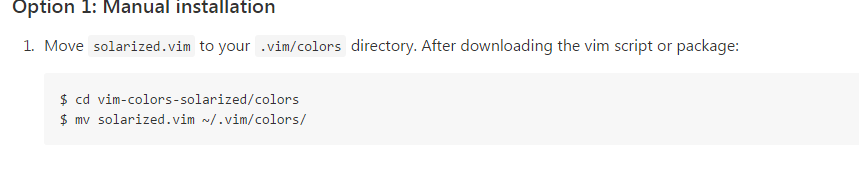 Option 1: Manual installation
1. Move solarized.vim to your .vim/colors directory. After downloading the vim script or package:
$ cd vim-colors-solarized/colors
$ mv solarized.vim ~/.vim/colors/